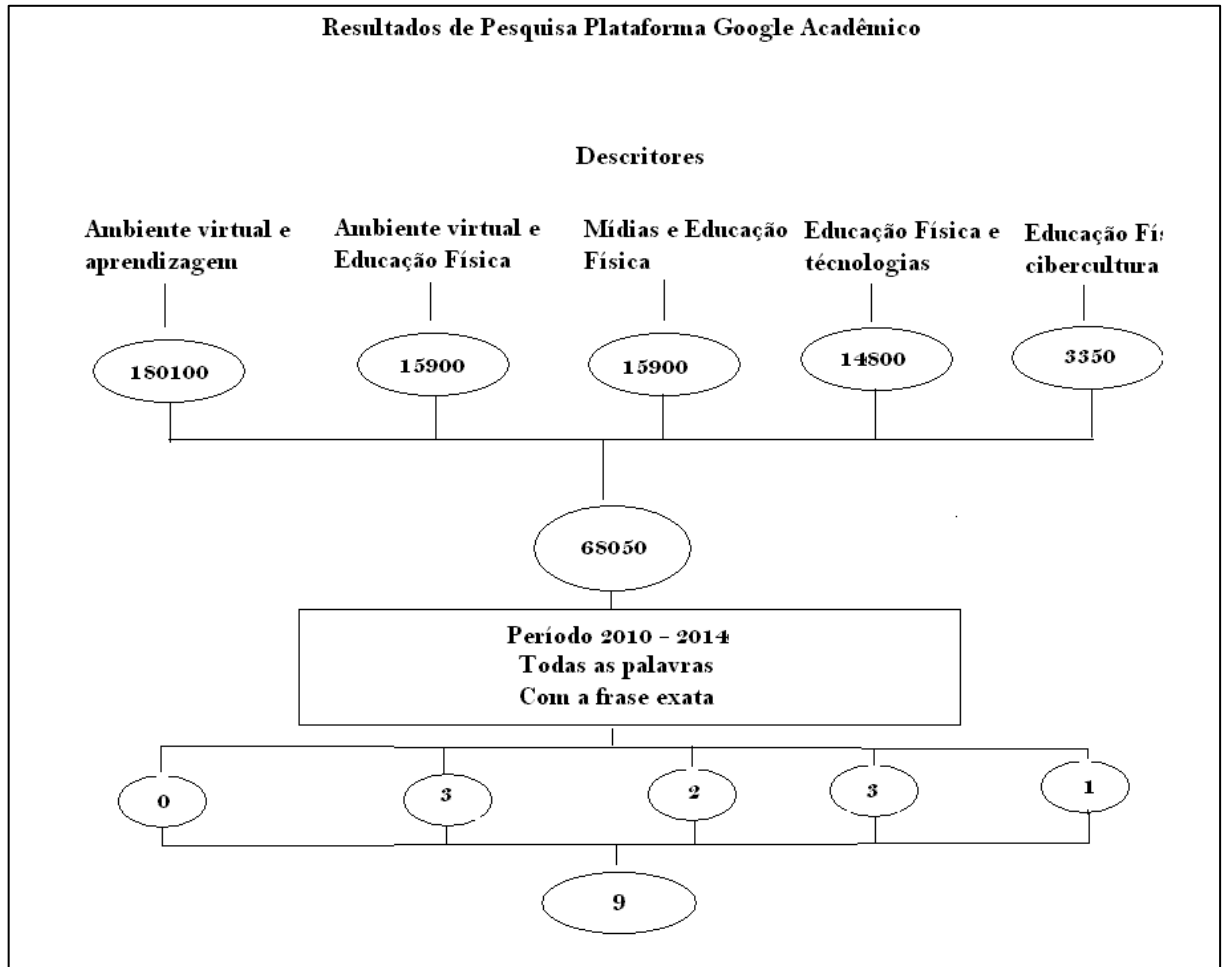 Resultados de Pesquisa Plataforma Google Acadêmico
Descritores
Ambiente virtual e
aprendizagem
Ambiente virtual e
Educação Física
Mídias e Educação
Física
Educação Física e
técnologias
Educação
cibercultura
180100
15900
15900
14800
3350
68050
Período 2010 – 2014
Todas as palavras
Com a frase exata
0
3
2
3
1
9